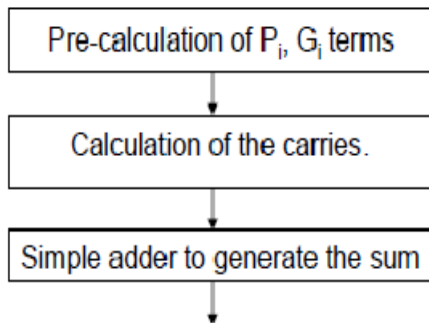 Pre-calculation of Pi, Gi terms
Calculation of the carries.
Simple adder to generate the sum